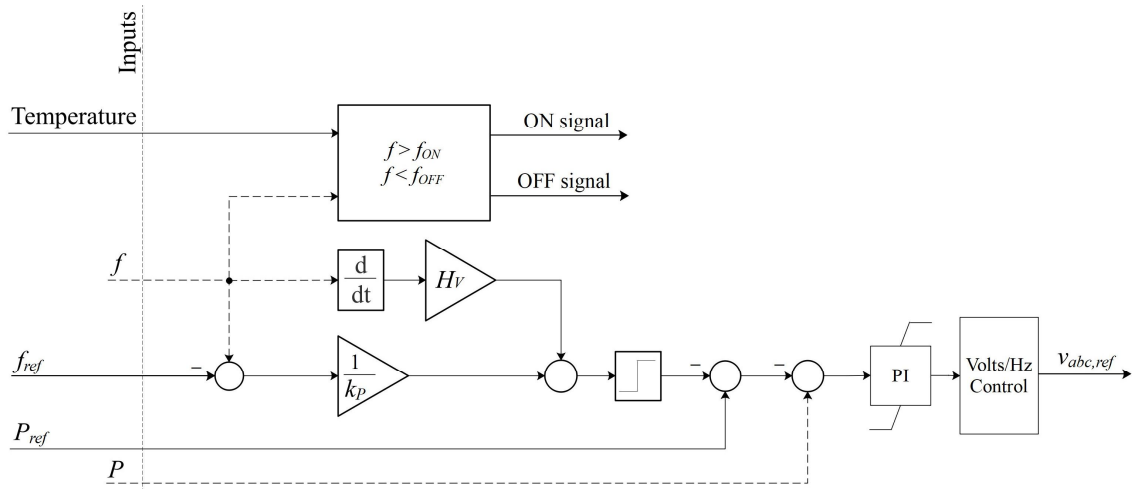 Inputs
Temperature
ON signal
f > f_ON
f < f_OFF
OFF signal
f
d
dt
H_V
f_ref
−
1
k_P
−
−
PI
Volts/Hz
Control
v_abc,ref
P_ref
P